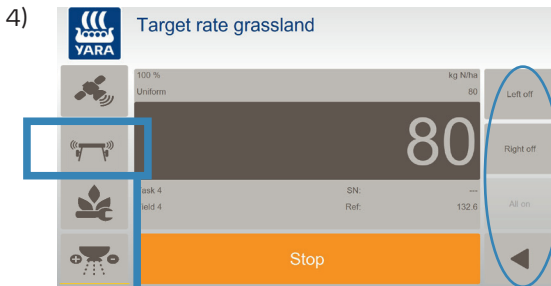 4)
YARA
Target rate grassland
100 % kg N/ha
Uniform 80
80
Left off
Right off
All on
ask 4 SN: ---
ield 4 Ref: 132.6
Stop